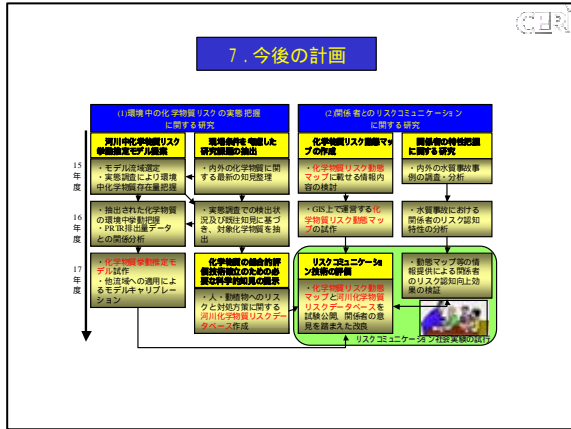 CERI
7．今後の計画
(1)環境中の化学物質リスクの実態把握
に関する研究
(2)関係者とのリスクコミュニケーション
に関する研究
15
年
度
16
年
度
17
年
度
河川中化学物質リスク
挙動推定モデル提案
・モデル流域選定
・実態調査により環境
中化学物質存在量把握
・抽出された化学物質
の環境中挙動把握
・PRTR排出量データ
との関係分析
・化学物質挙動推定モ
デル試作
・他流域への適用によ
るモデルキャリブレー
ション
現場条件を考慮した
研究課題の抽出
・内外の化学物質に関
する最新の知見整理
・実態調査での検出状
況及び既往知見に基づ
き、対象化学物質を抽
出
化学物質の総合的評
価技術確立のための必
要な科学的知見の提示
・人・動植物へのリス
クと対処方策に関する
河川化学物質リスクデー
タベース作成
化学物質リスク動態マッ
プの作成
・化学物質リスク動態
マップに載せる情報内
容の検討
・GIS上で運営する化
学物質リスク動態マッ
プの試作
リスクコミュニケーショ
ン技術の評価
・化学物質リスク動態
マップと河川化学物質
リスクデータベースを
試験公開、関係者の意
見を踏まえた改良
関係者の特性把握
に関する研究
・内外の水質事故事
例の調査・分析
・水質事故における
関係者のリスク認知
特性の分析
・動態マップ等の情
報提供による関係者
のリスク認知向上効
果の検証
リスクコミュニケーション社会実験の試行